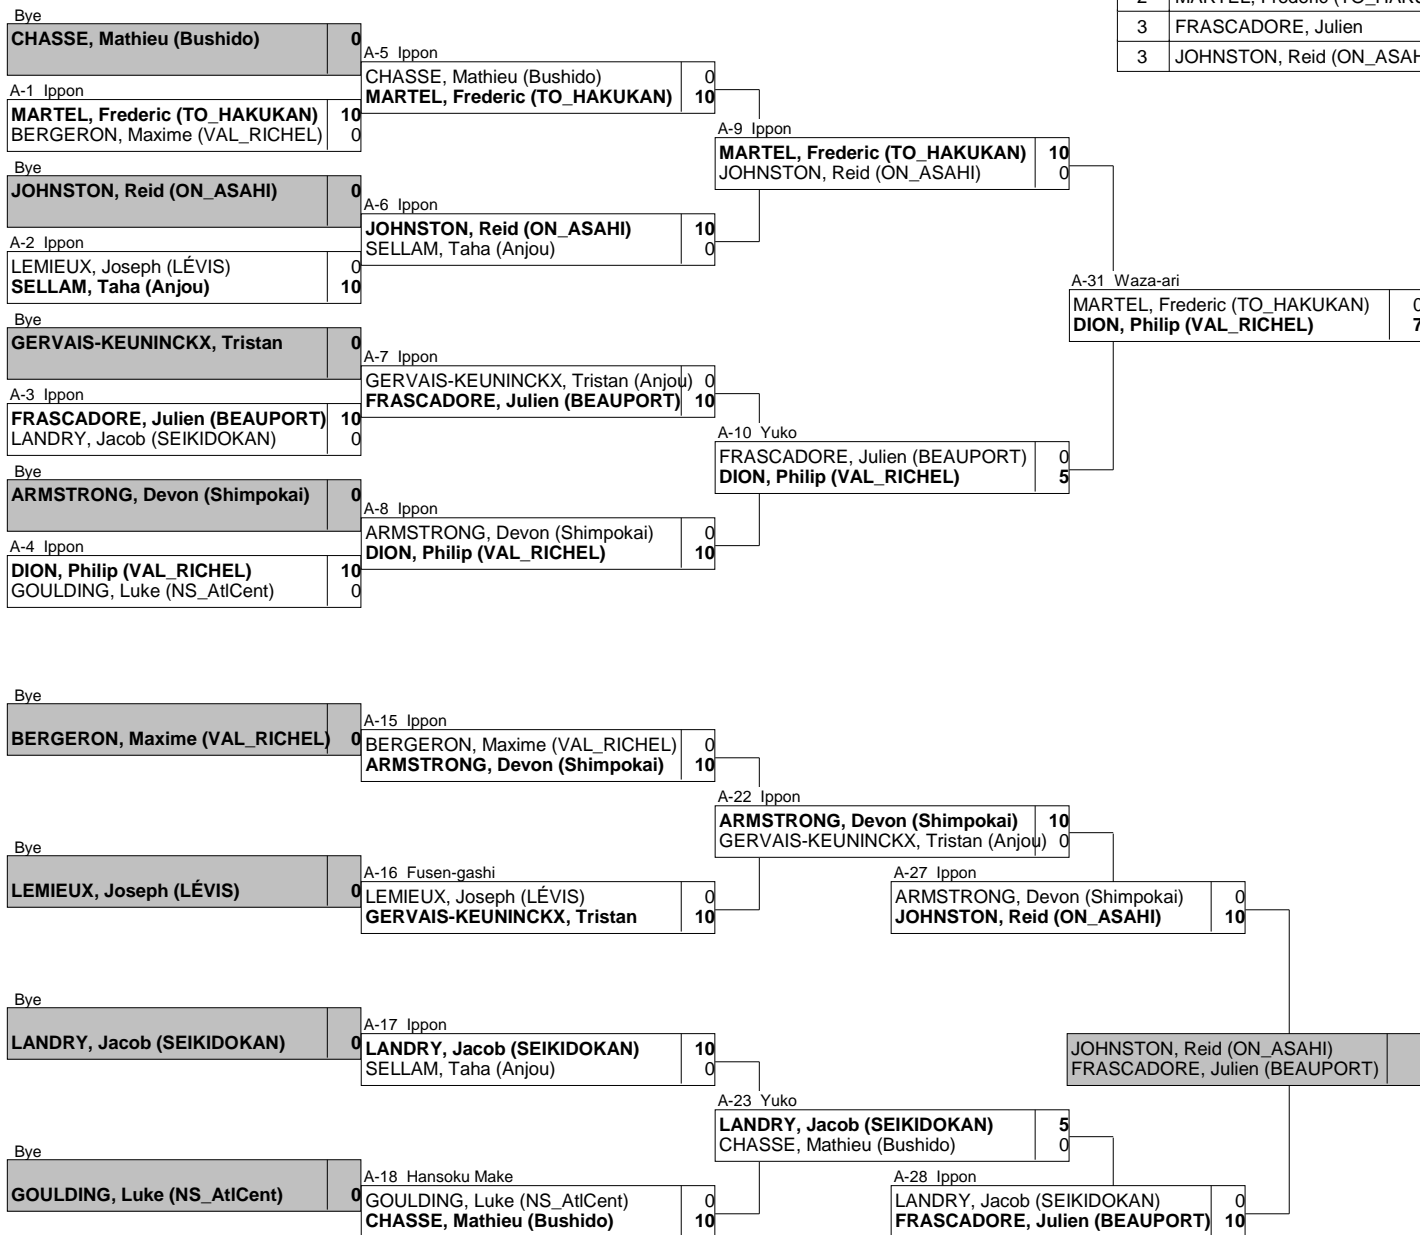 2 MARTEL, Frederic (TO_HAKU
3 FRASCADORE, Julien
3 JOHNSTON, Reid (ON_ASAH
Bye
CHASSE, Mathieu (Bushido) 0
A-1 Ippon
MARTEL, Frederic (TO_HAKUKAN) 10
BERGERON, Maxime (VAL_RICHEL) 0
Bye
JOHNSTON, Reid (ON_ASAHI) 0
A-2 Ippon
LEMIEUX, Joseph (LÉVIS) 0
SELLAM, Taha (Anjou) 10
Bye
GERVAIS-KEUNINCKX, Tristan 0
A-3 Ippon
FRASCADORE, Julien (BEAUPORT) 10
LANDRY, Jacob (SEIKIDOKAN) 0
Bye
ARMSTRONG, Devon (Shimpokai) 0
A-4 Ippon
DION, Philip (VAL_RICHEL) 10
GOULDING, Luke (NS_AtlCent) 0
A-5 Ippon
CHASSE, Mathieu (Bushido) 0
MARTEL, Frederic (TO_HAKUKAN) 10
A-6 Ippon
JOHNSTON, Reid (ON_ASAHI) 10
SELLAM, Taha (Anjou) 0
A-7 Ippon
GERVAIS-KEUNINCKX, Tristan (Anjou) 0
FRASCADORE, Julien (BEAUPORT) 10
A-8 Ippon
ARMSTRONG, Devon (Shimpokai) 0
DION, Philip (VAL_RICHEL) 10
A-9 Ippon
MARTEL, Frederic (TO_HAKUKAN) 10
JOHNSTON, Reid (ON_ASAHI) 0
A-10 Yuko
FRASCADORE, Julien (BEAUPORT) 0
DION, Philip (VAL_RICHEL) 5
A-31 Waza-ari
MARTEL, Frederic (TO_HAKUKAN) 0
DION, Philip (VAL_RICHEL) 7
Bye
BERGERON, Maxime (VAL_RICHEL) 0
Bye
LEMIEUX, Joseph (LÉVIS) 0
Bye
LANDRY, Jacob (SEIKIDOKAN) 0
Bye
GOULDING, Luke (NS_AtlCent) 0
A-15 Ippon
BERGERON, Maxime (VAL_RICHEL) 0
ARMSTRONG, Devon (Shimpokai) 10
A-16 Fusen-gashi
LEMIEUX, Joseph (LÉVIS) 0
GERVAIS-KEUNINCKX, Tristan 10
A-17 Ippon
LANDRY, Jacob (SEIKIDOKAN) 10
SELLAM, Taha (Anjou) 0
A-18 Hansoku Make
GOULDING, Luke (NS_AtlCent) 0
CHASSE, Mathieu (Bushido) 10
A-22 Ippon
ARMSTRONG, Devon (Shimpokai) 10
GERVAIS-KEUNINCKX, Tristan (Anjou) 0
A-23 Yuko
LANDRY, Jacob (SEIKIDOKAN) 5
CHASSE, Mathieu (Bushido) 0
A-27 Ippon
ARMSTRONG, Devon (Shimpokai) 0
JOHNSTON, Reid (ON_ASAHI) 10
A-28 Ippon
LANDRY, Jacob (SEIKIDOKAN) 0
FRASCADORE, Julien (BEAUPORT) 10
JOHNSTON, Reid (ON_ASAHI)
FRASCADORE, Julien (BEAUPORT)